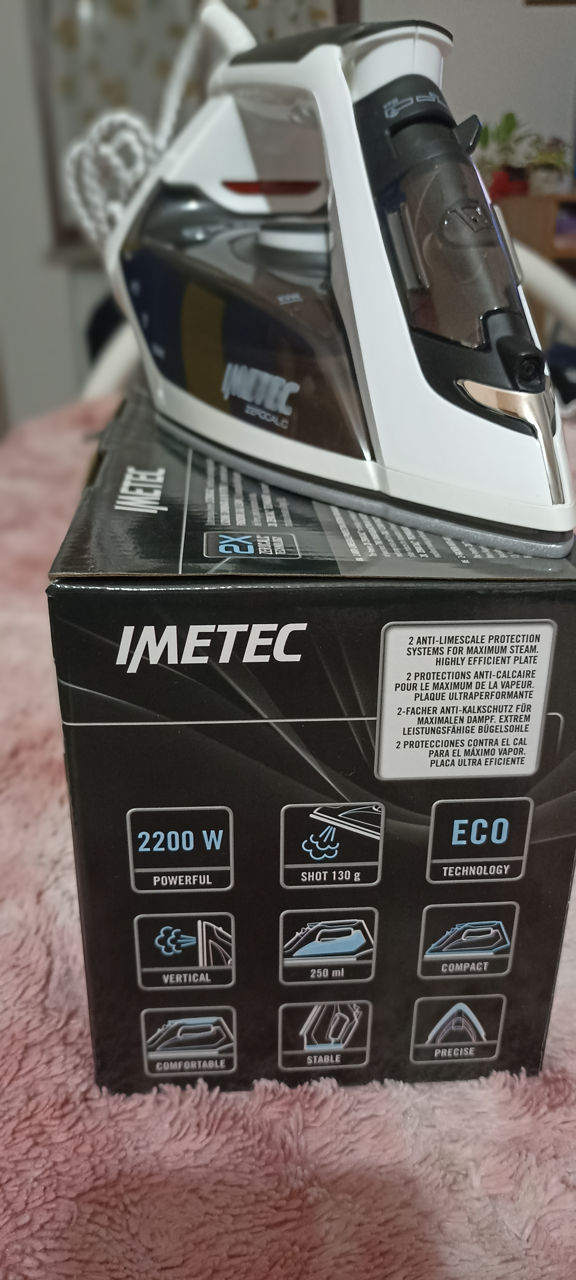 IMETEC
ZEROCALC
IMETEC
2X
ZEROCALC
TECHNOLOGY
IMETEC
2 ANTI-LIMESCALE PROTECTION
SYSTEMS FOR MAXIMUM STEAM.
HIGHLY EFFICIENT PLATE
2 PROTECTIONS ANTI-CALCAIRE
POUR LE MAXIMUM DE LA VAPEUR.
PLAQUE ULTRAPERFORMANTE
2-FACHER ANTI-KALKSCHUTZ FÜR
MAXIMALEN DAMPF. EXTREM
LEISTUNGSFÄHIGE BÜGELSOHLE
2 PROTECCIONES CONTRA EL CAL
PARA EL MÁXIMO VAPOR.
PLACA ULTRA EFICIENTE
2200 W
POWERFUL
SHOT 130 g
ECO
TECHNOLOGY
VERTICAL
250 ml
COMPACT
COMFORTABLE
STABLE
PRECISE